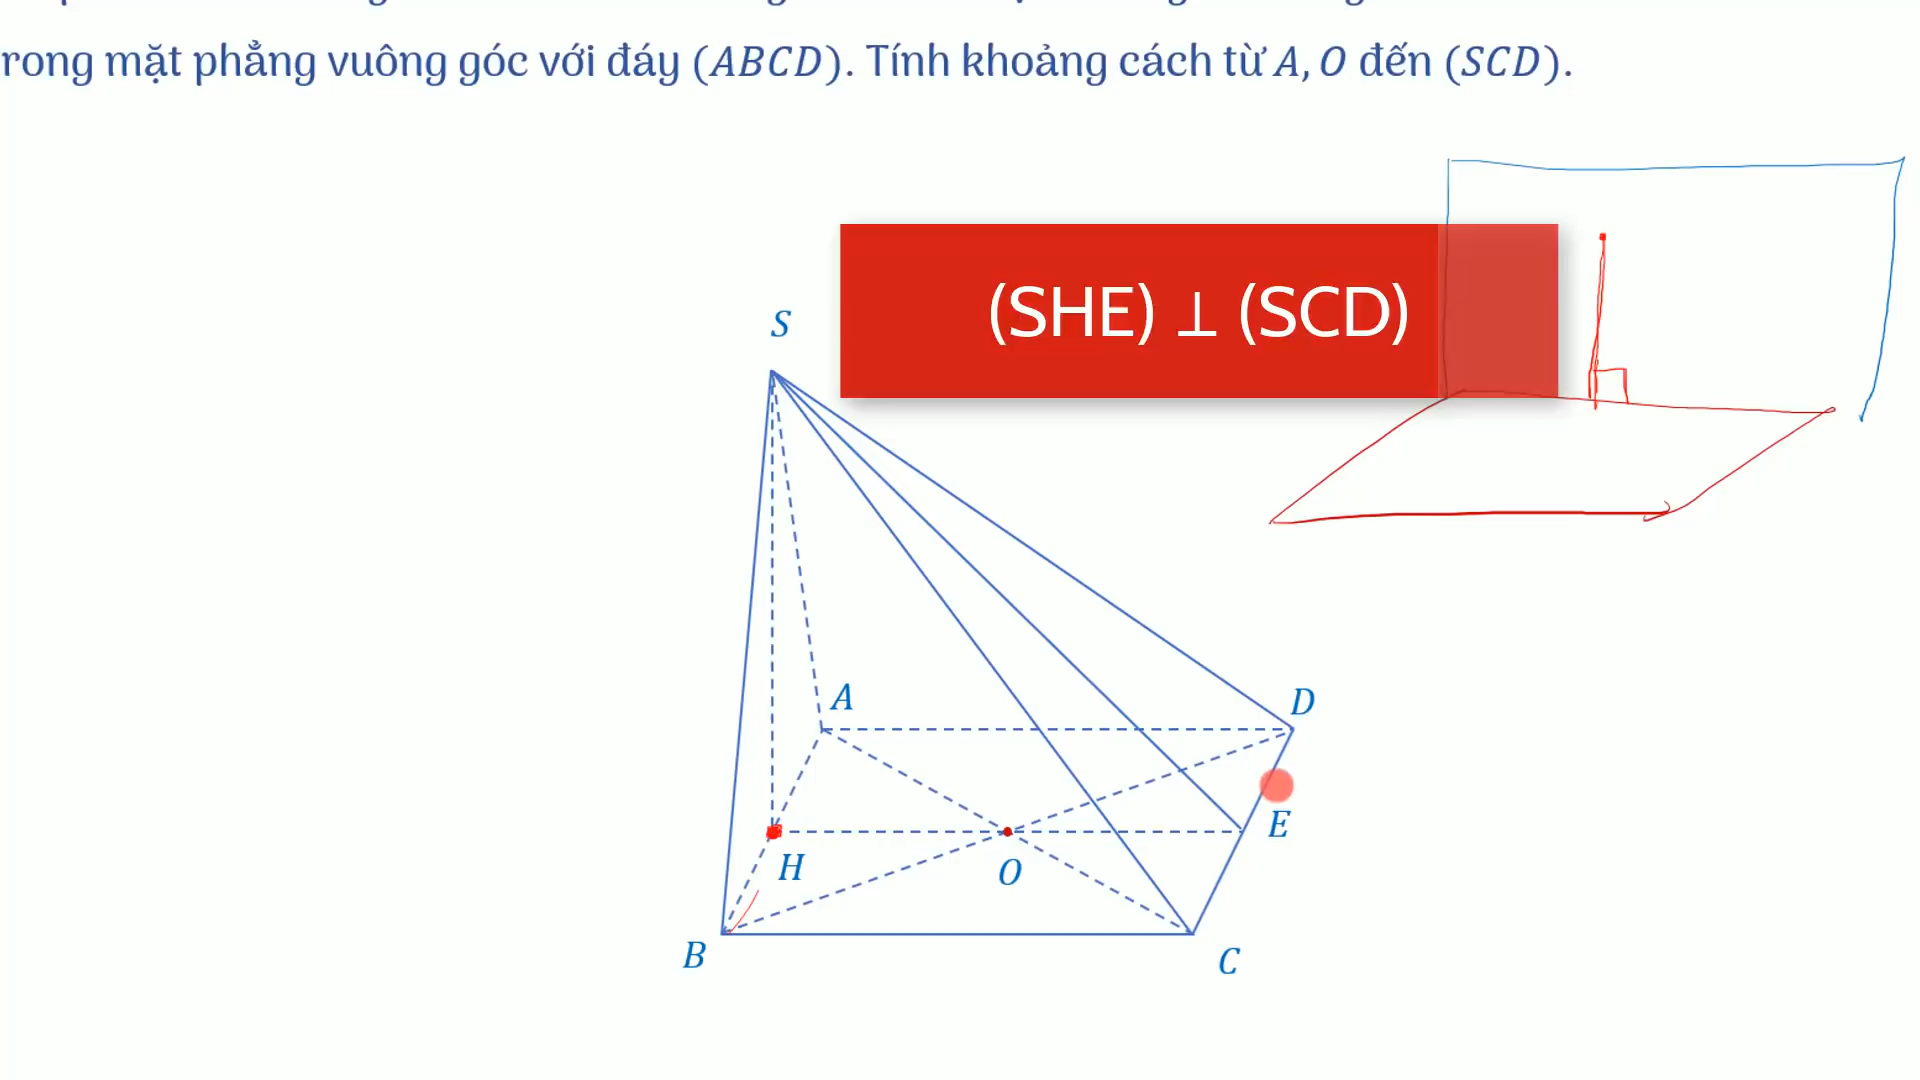 rong mặt phẳng vuông góc với đáy (ABCD). Tính khoảng cách từ A, O đến (SCD).
(SHE) ⊥ (SCD)
S
A
D
E
H
O
B
C